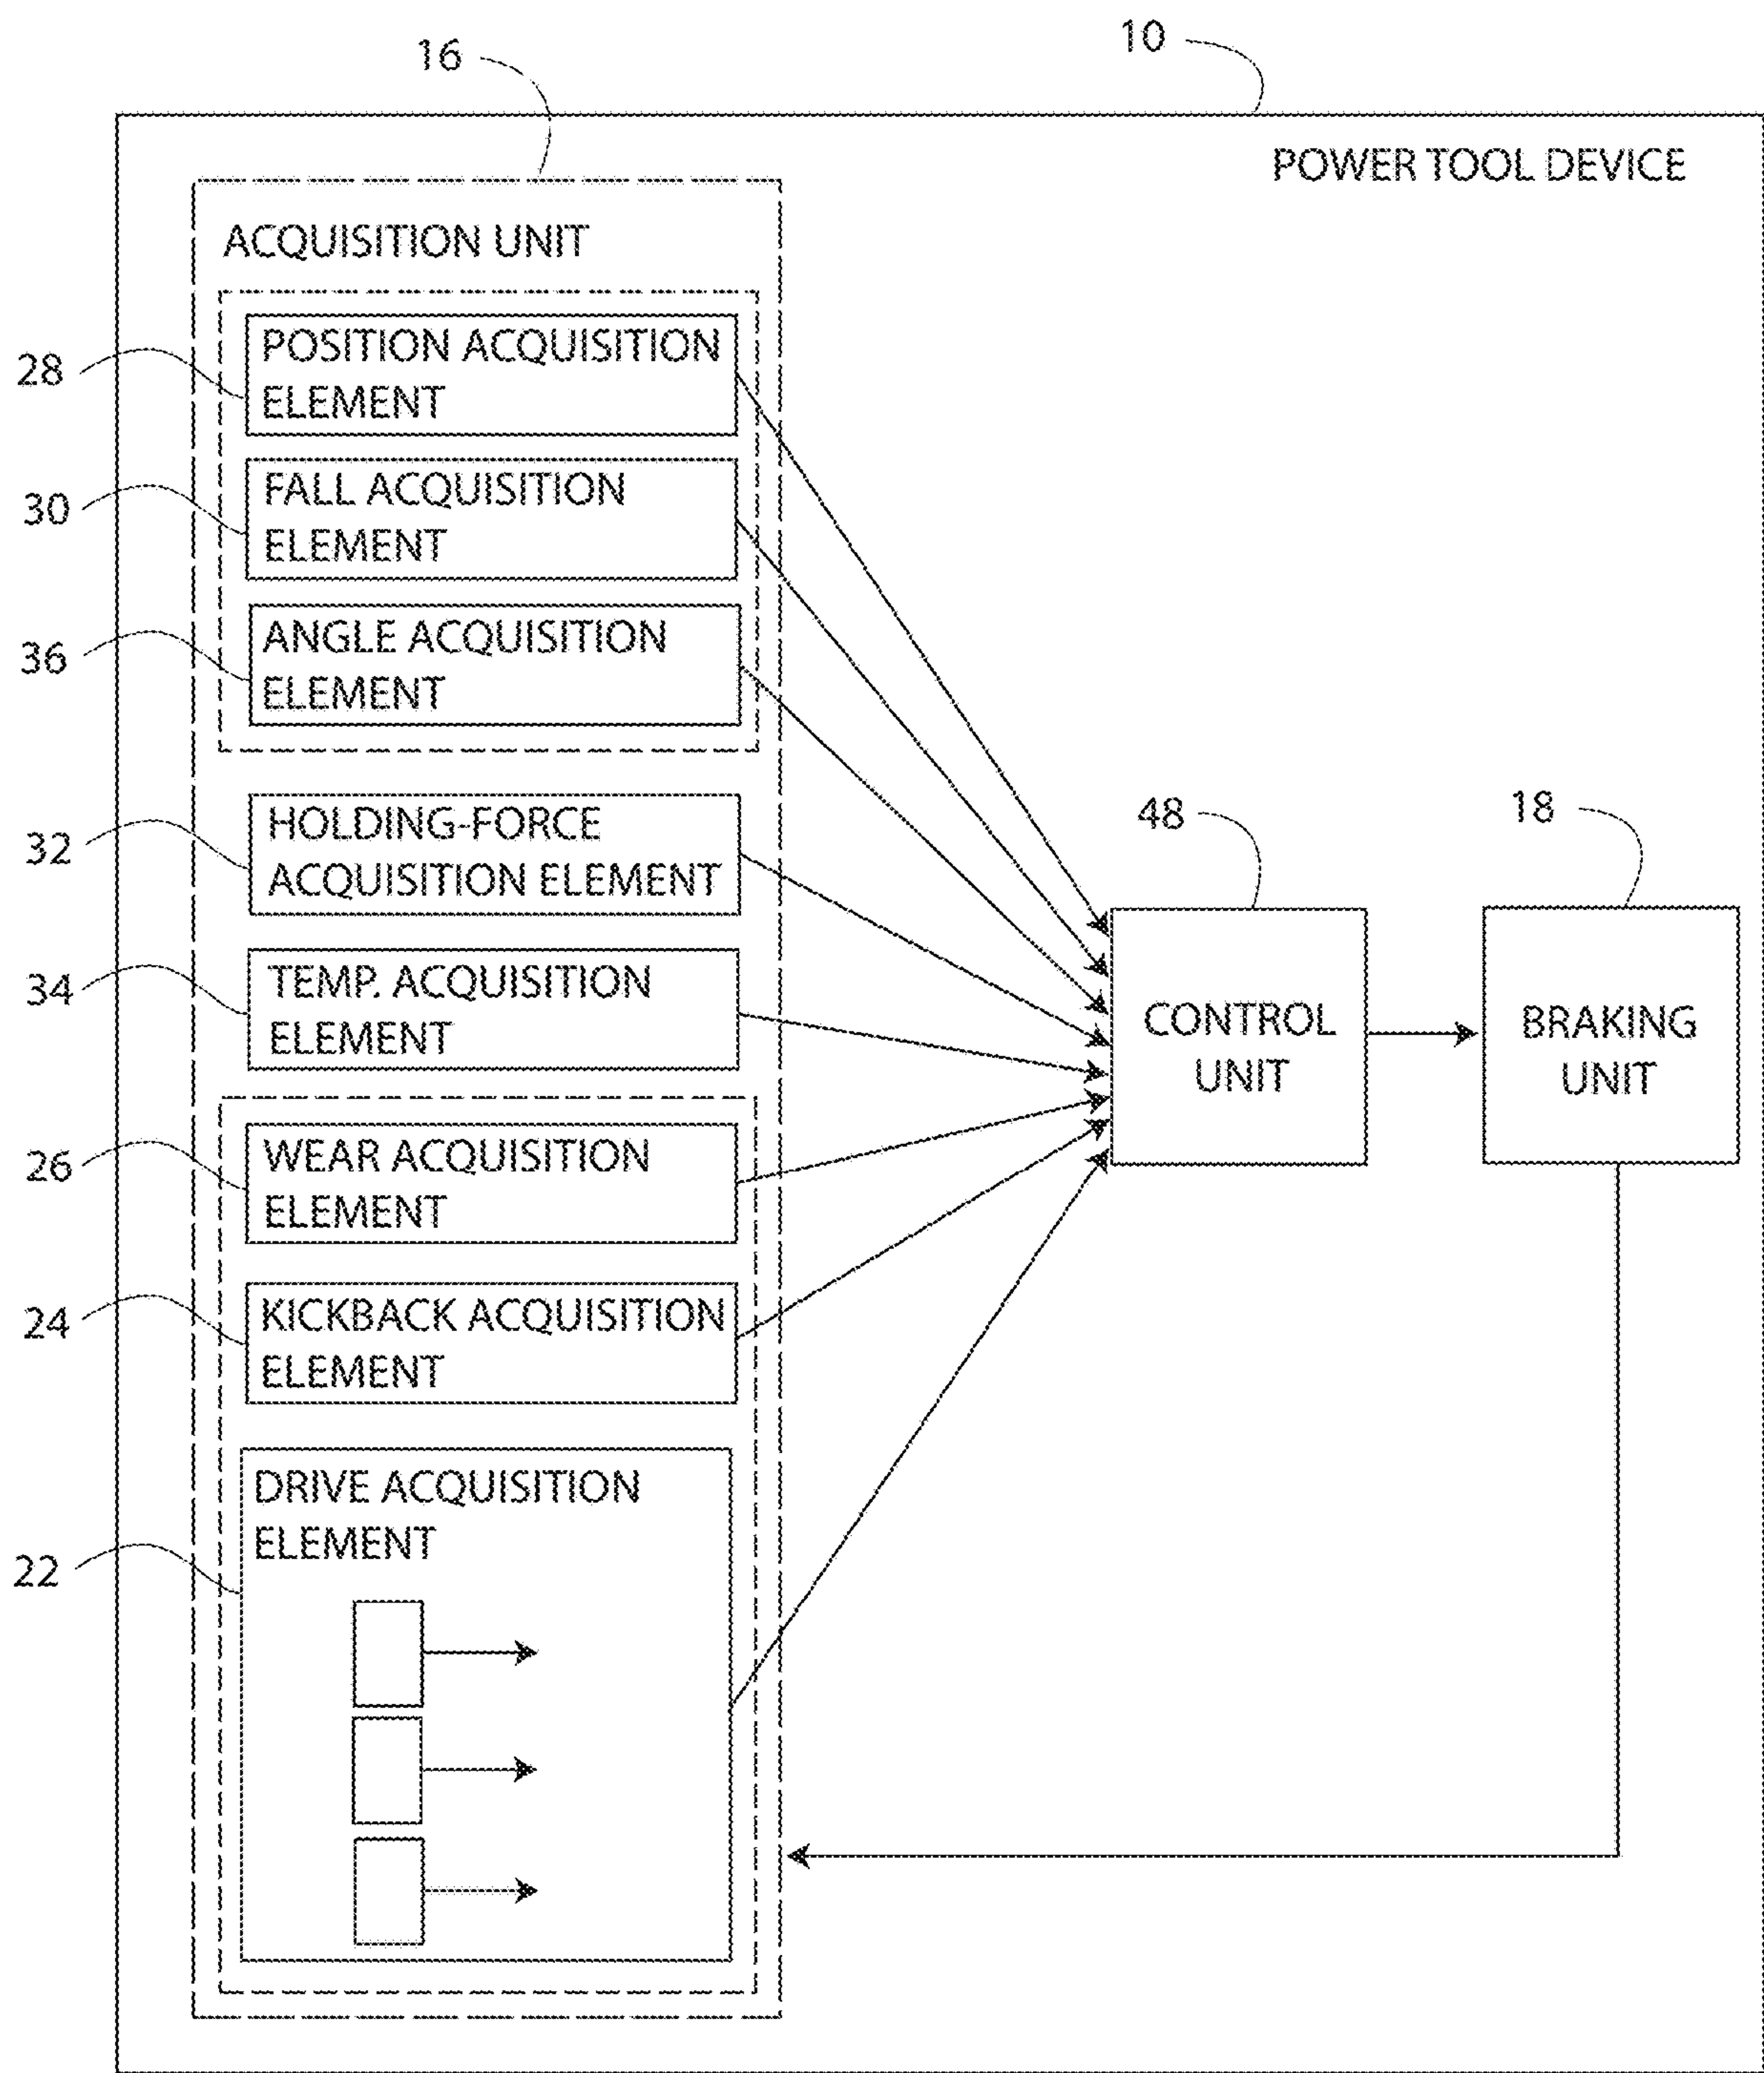 10
16
POWER TOOL DEVICE
ACQUISITION UNIT
28
POSITION ACQUISITION
ELEMENT
30
FALL ACQUISITION
ELEMENT
36
ANGLE ACQUISITION
ELEMENT
32
HOLDING-FORCE
ACQUISITION ELEMENT
34
TEMP. ACQUISITION
ELEMENT
26
WEAR ACQUISITION
ELEMENT
24
KICKBACK ACQUISITION
ELEMENT
22
DRIVE ACQUISITION
ELEMENT
48
CONTROL
UNIT
18
BRAKING
UNIT